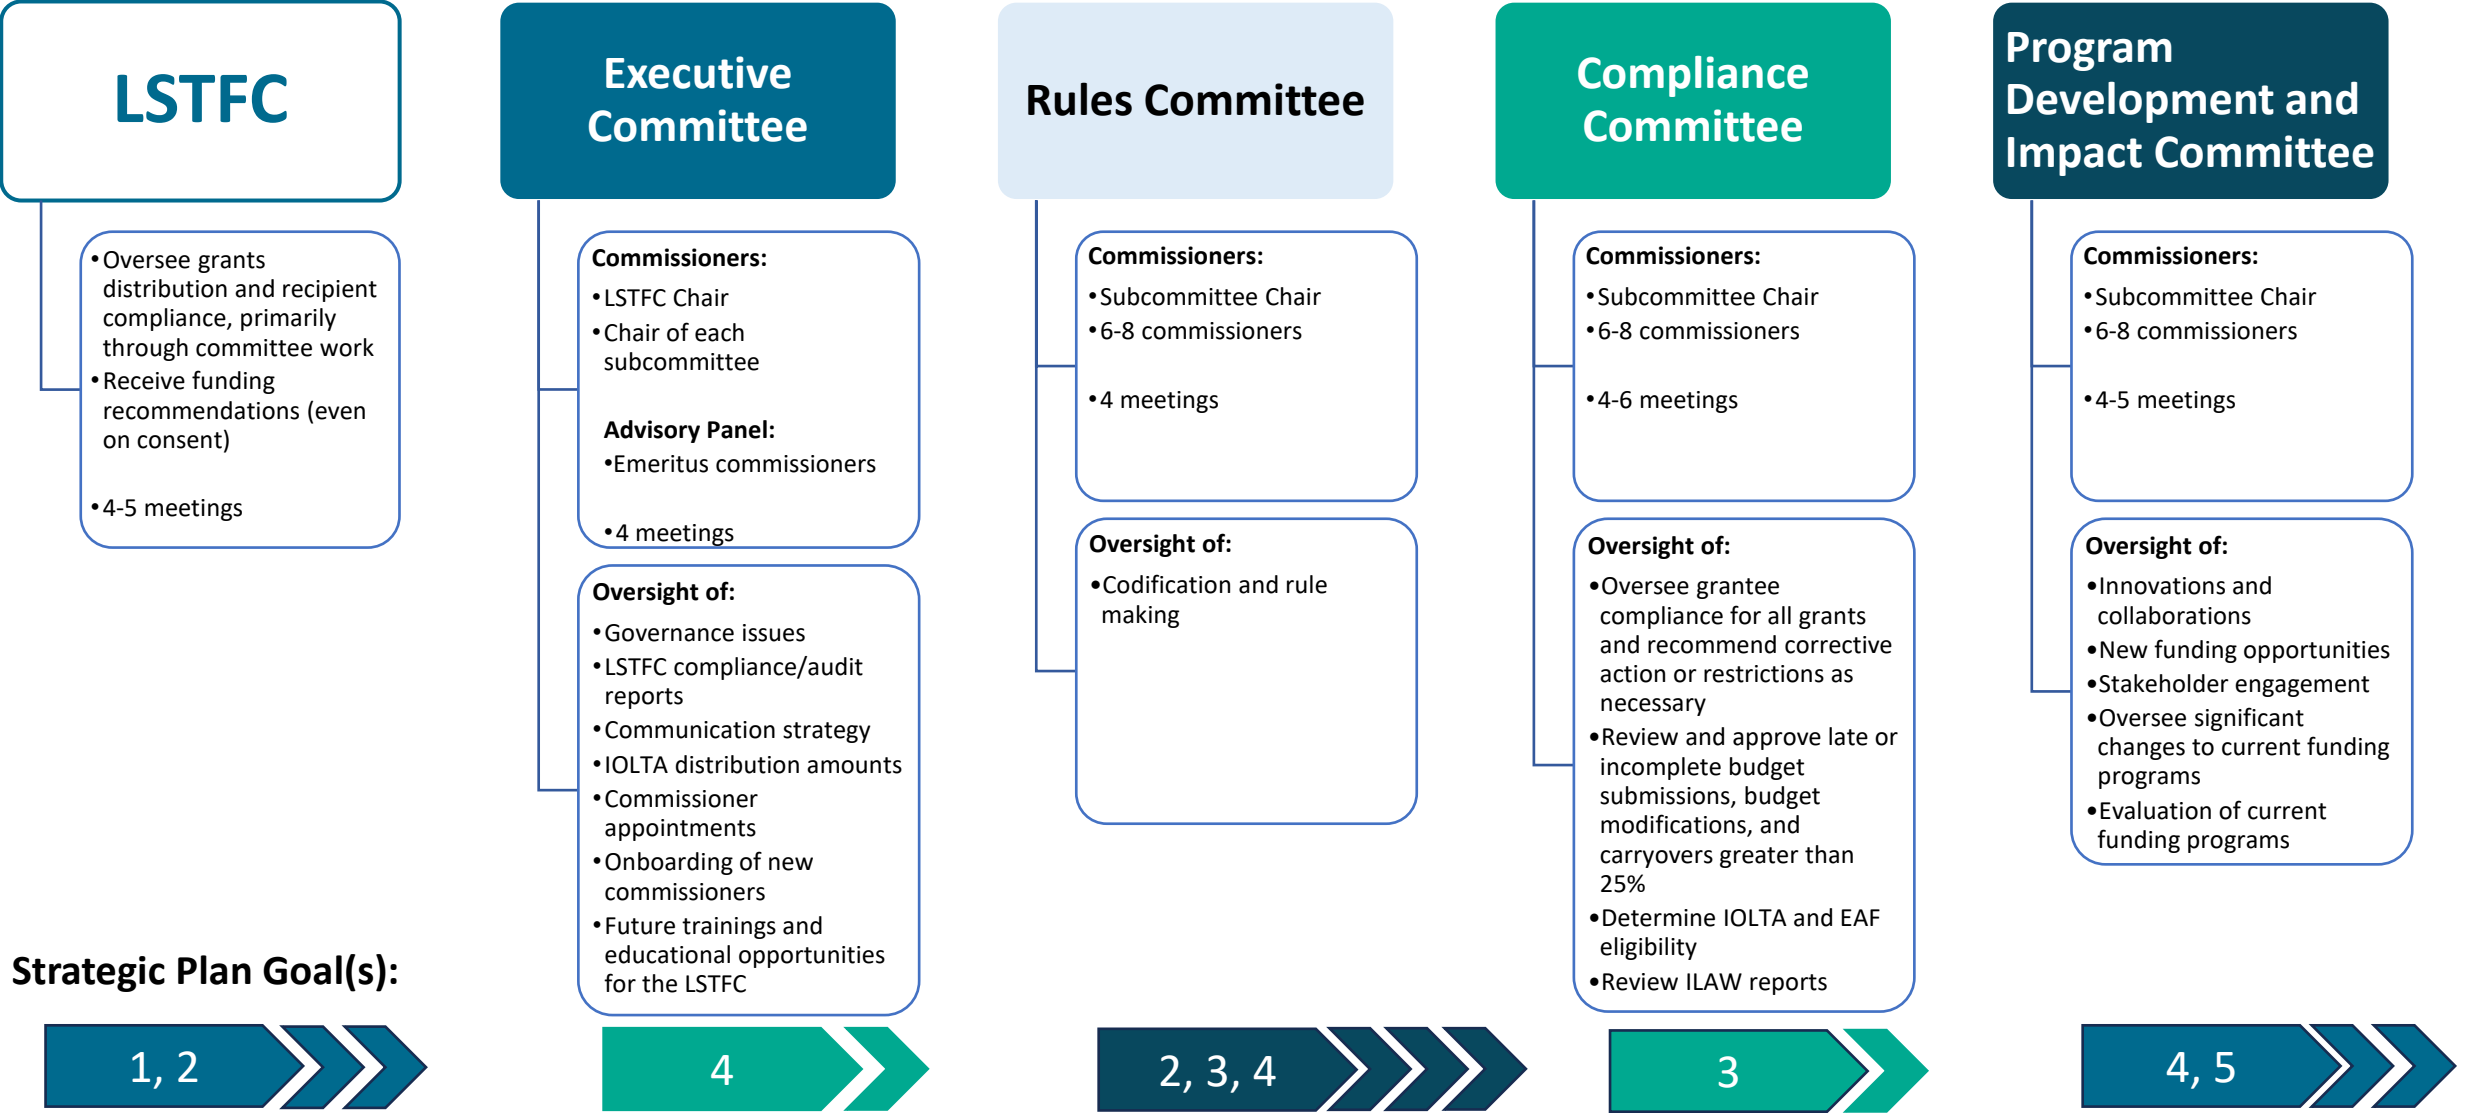 LSTFC
•Oversee grants
distribution and recipient
compliance, primarily
through committee work
•Receive funding
recommendations (even
on consent)
•4-5 meetings
Executive
Committee
Commissioners:
•LSTFC Chair
•Chair of each
subcommittee
Advisory Panel:
•Emeritus commissioners
•4 meetings
Oversight of:
•Governance issues
•LSTFC compliance/audit
reports
•Communication strategy
•IOLTA distribution amounts
•Commissioner
appointments
•Onboarding of new
commissioners
•Future trainings and
educational opportunities
for the LSTFC
Rules Committee
Commissioners:
•Subcommittee Chair
•6-8 commissioners
•4 meetings
Oversight of:
•Codification and rule
making
Compliance
Committee
Commissioners:
•Subcommittee Chair
•6-8 commissioners
•4-6 meetings
Oversight of:
•Oversee grantee
compliance for all grants
and recommend corrective
action or restrictions as
necessary
•Review and approve late or
incomplete budget
submissions, budget
modifications, and
carryovers greater than
25%
•Determine IOLTA and EAF
eligibility
•Review ILAW reports
Program
Development and
Impact Committee
Commissioners:
•Subcommittee Chair
•6-8 commissioners
•4-5 meetings
Oversight of:
•Innovations and
collaborations
•New funding opportunities
•Stakeholder engagement
•Oversee significant
changes to current funding
programs
•Evaluation of current
funding programs
Strategic Plan Goal(s):
1, 2
4
2, 3, 4
3
4, 5